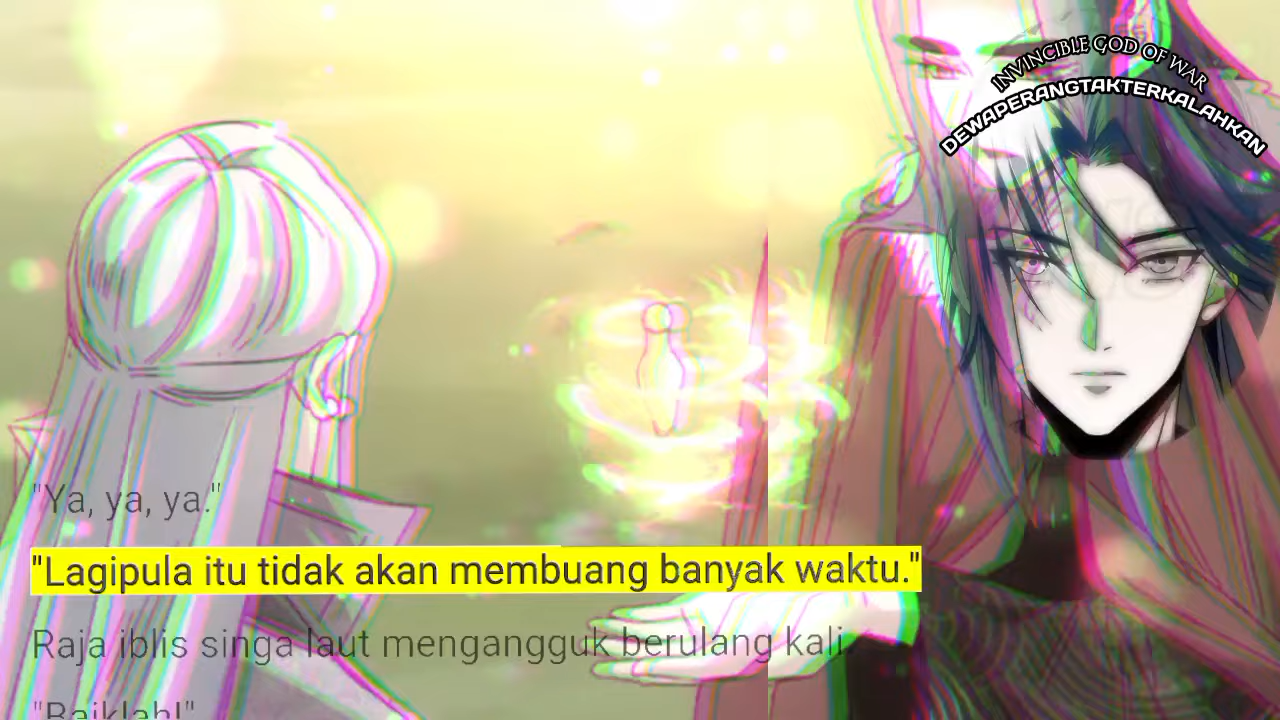 INVINCIBLE GOD OF WAR
DEWAPERANGTAKTERKALAHKAN
"Ya, ya, ya."
"Lagipula itu tidak akan membuang banyak waktu."
Raja iblis singa laut mengangguk berulang kali.
"Baiklah!"